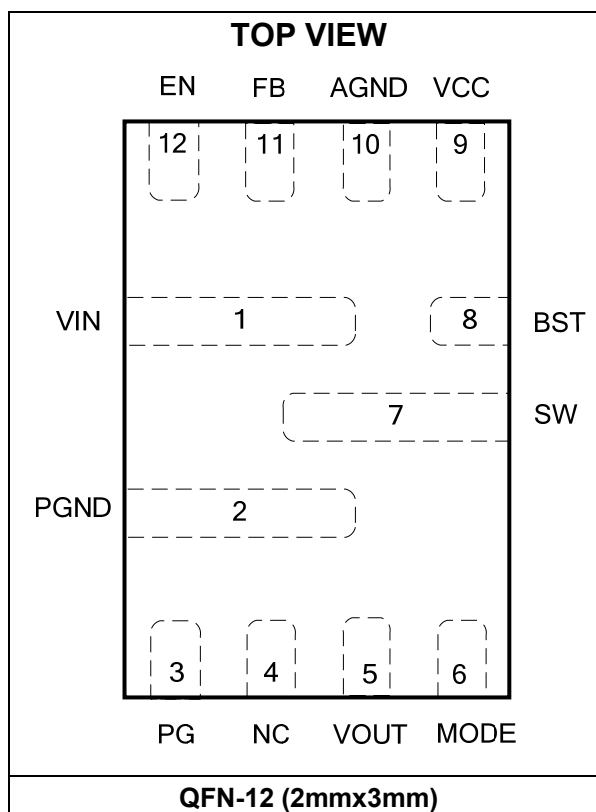 TOP VIEW
EN FB AGND VCC
12 11 10 9
VIN 1 8 BST
7 SW
PGND 2
3 4 5 6
PG NC VOUT MODE
QFN-12 (2mmx3mm)